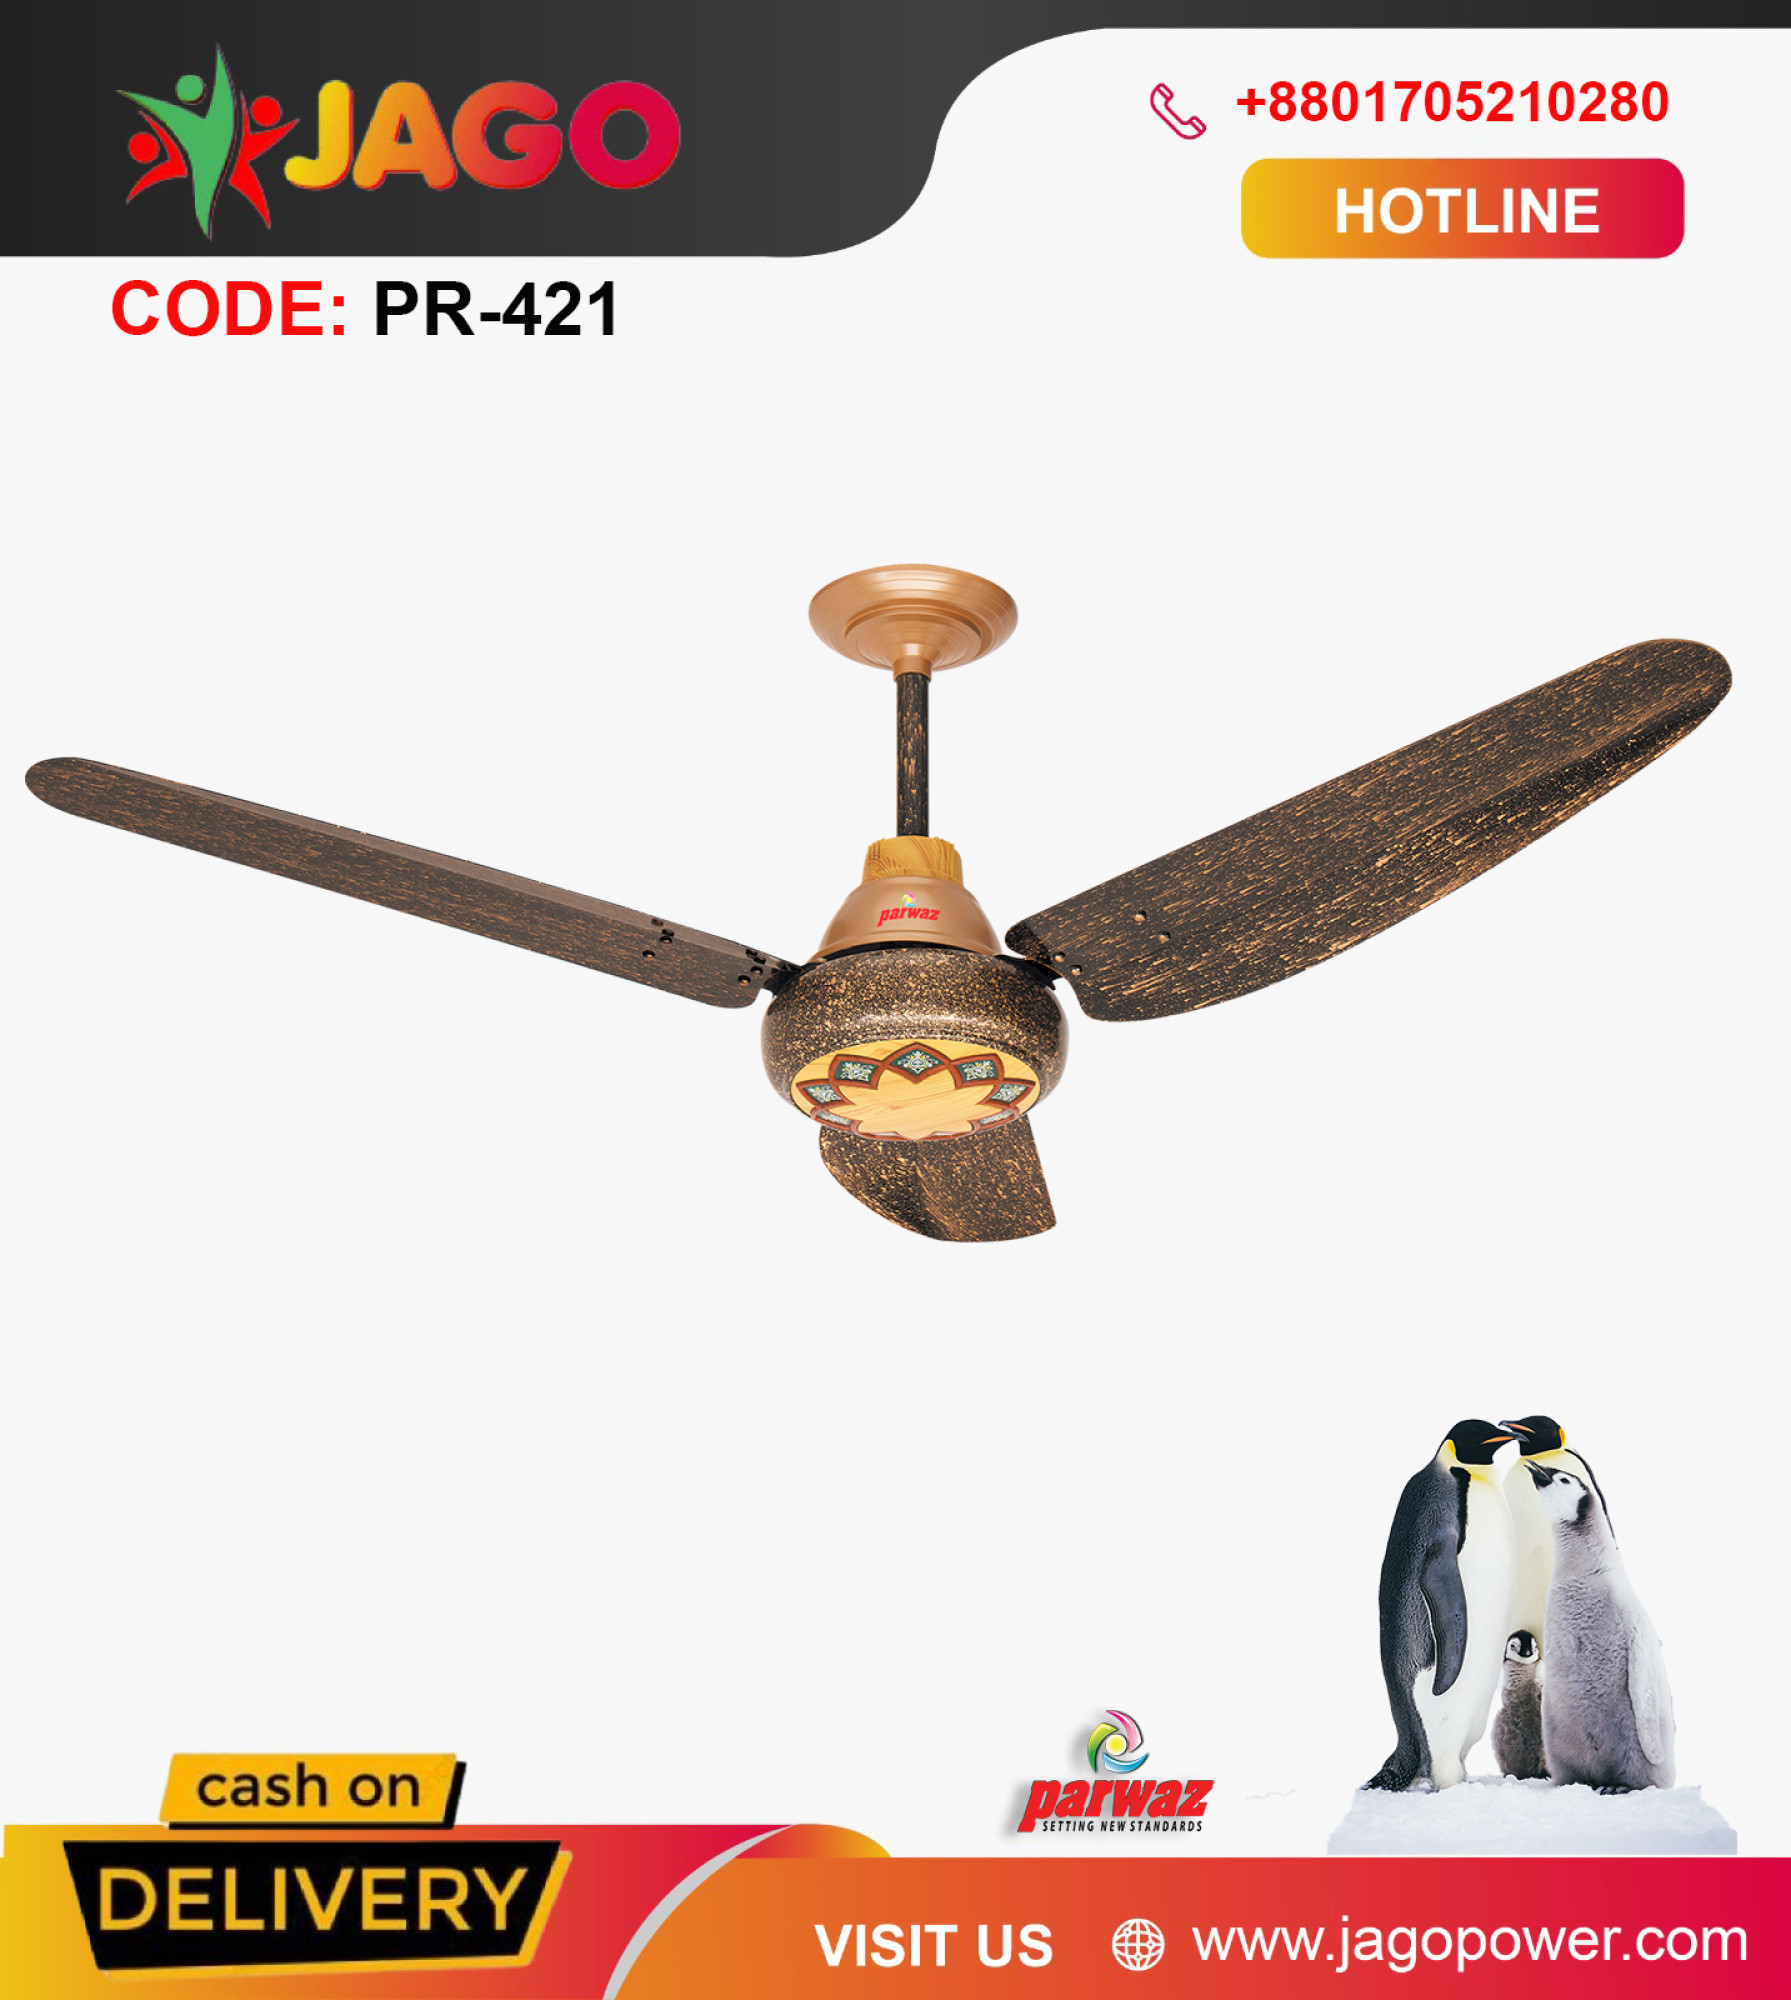 JAGO
+8801705210280
HOTLINE
CODE: PR-421
parwaz
cash on
DELIVERY
parwaz
SETTING NEW STANDARDS
VISIT US
www.jagopower.com